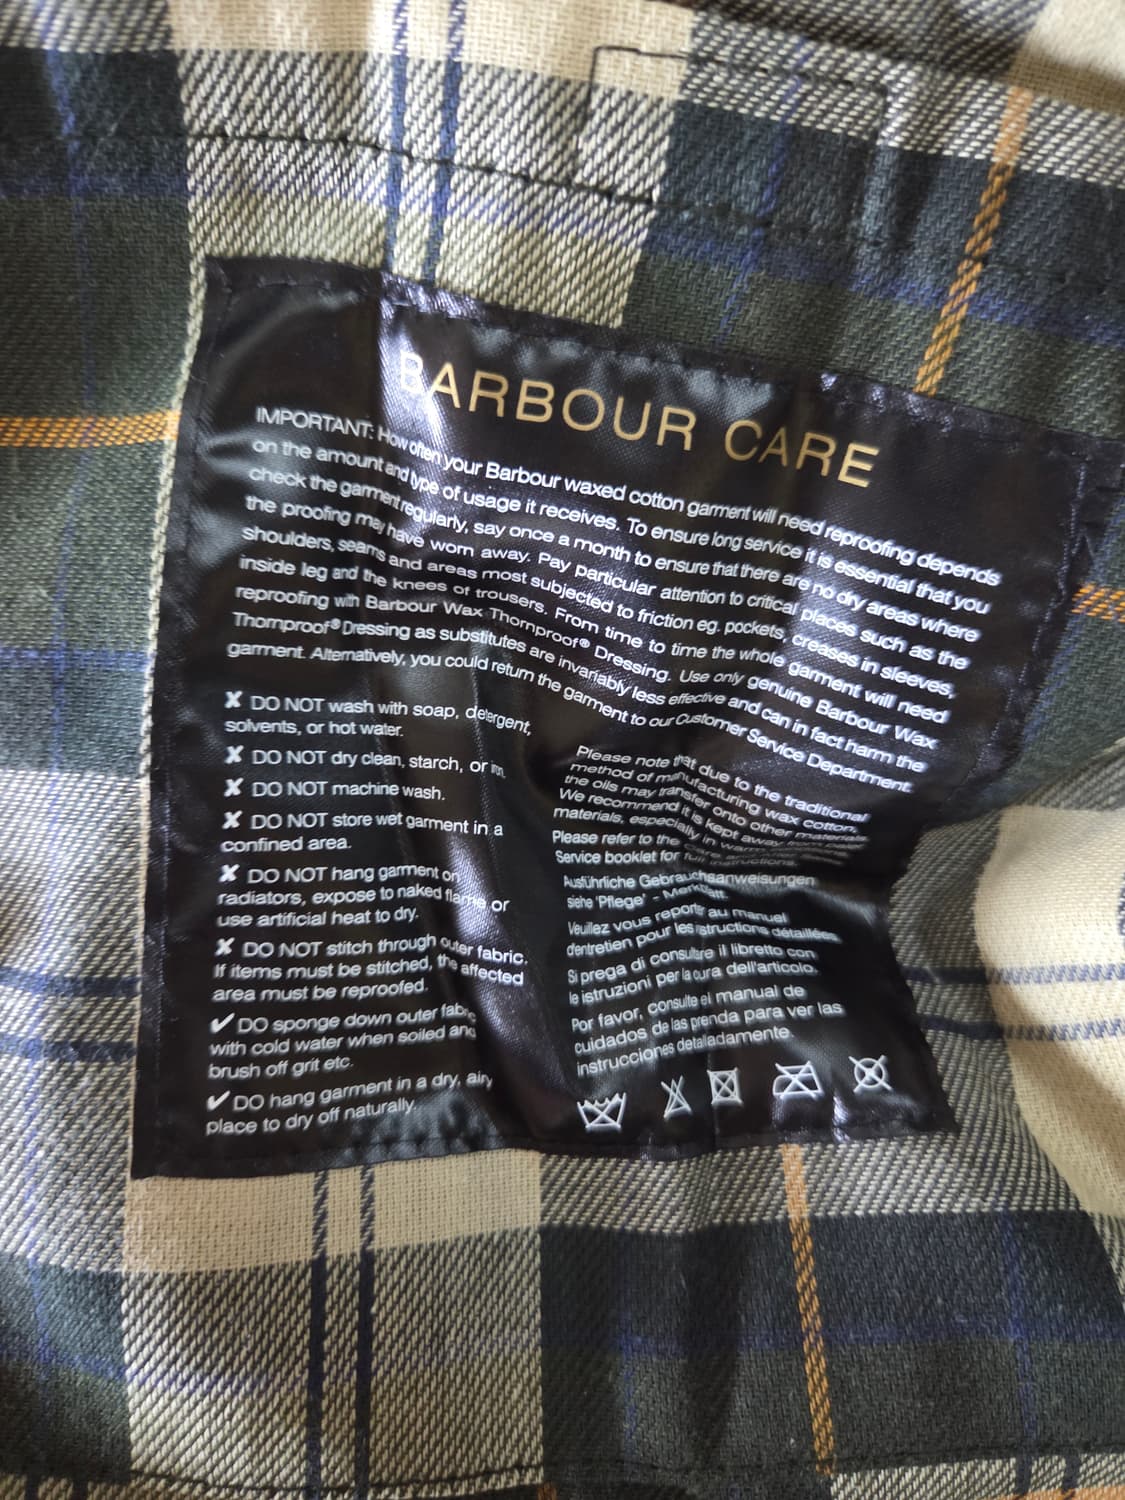 BARBOUR CARE
IMPORTANT: How often your Barbour waxed cotton garment will need reproofing depends
on the amount and type of usage it receives. To ensure long service it is essential that you
check the garment regularly, say once a month to ensure that there are no dry areas where
the proofing may have worn away. Pay particular attention to critical places such as the
shoulders, seams and areas most subjected to friction eg. pockets, creases in sleeves,
inside leg and the knees of trousers. From time to time the whole garment will need
reproofing with Barbour Wax Thornproof® Dressing. Use only genuine Barbour Wax
Thornproof® Dressing as substitutes are invariably less effective and can in fact harm the
garment. Alternatively, you could return the garment to our Customer Service Department.
✘ DO NOT wash with soap, detergent,
solvents, or hot water.
✘ DO NOT dry clean, starch, or iron.
✘ DO NOT machine wash.
✘ DO NOT store wet garment in a
confined area.
✘ DO NOT hang garment on
radiators, expose to naked flame, or
use artificial heat to dry.
✘ DO NOT stitch through outer fabric.
If items must be stitched, the affected
area must be reproofed.
✔ DO sponge down outer fabric
with cold water when soiled and
brush off grit etc.
✔ DO hang garment in a dry, airy
place to dry off naturally.
Please note that due to the traditional
method of manufacturing wax cotton,
the oils may transfer onto other materials.
We recommend it is kept away from pale
materials, especially in warm
Please refer to the Care and
Service booklet for full instructions.
Ausführliche Gebrauchsanweisungen
siehe 'Pflege' - Merkblatt.
Veuillez vous reporter au manuel
d'entretien pour les instructions détaillées
Si prega di consultare il libretto con
le istruzioni per la cura dell'articolo.
Por favor, consulte el manual de
cuidados de las prenda para ver las
instrucciones detalladamente.